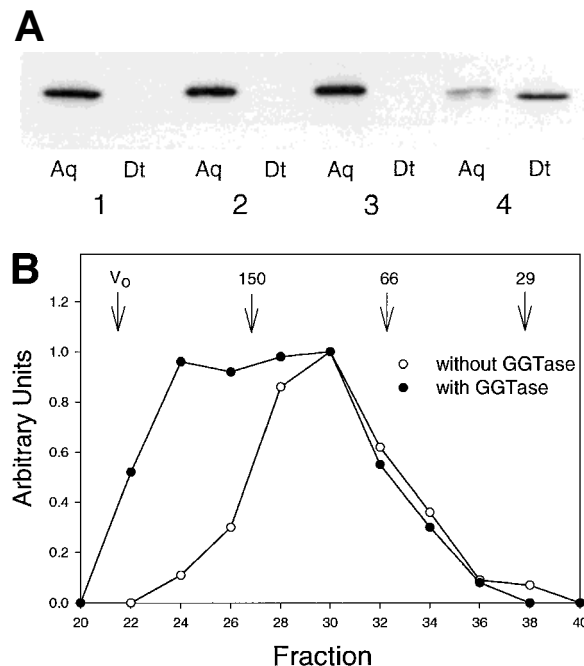 A
Aq Dt Aq Dt Aq Dt Aq Dt
1 2 3 4
B
V₀ 150 66 29
1.2
1.0
0.8
0.6
0.4
0.2
0.0
without GGTase
with GGTase
Arbitrary Units
20 22 24 26 28 30 32 34 36 38 40
Fraction